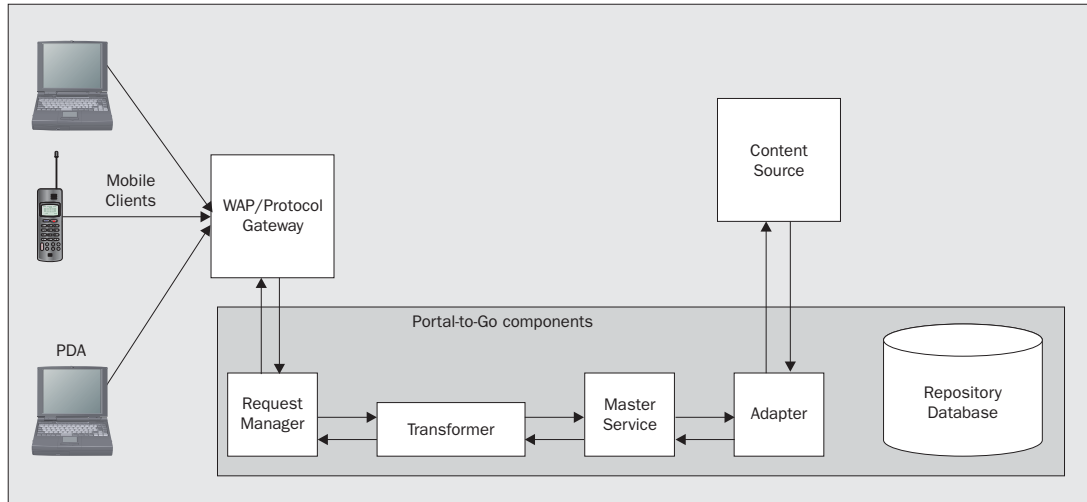 Mobile
Clients
WAP/Protocol
Gateway
Content
Source
Portal-to-Go components
PDA
Request
Manager
Transformer
Master
Service
Adapter
Repository
Database